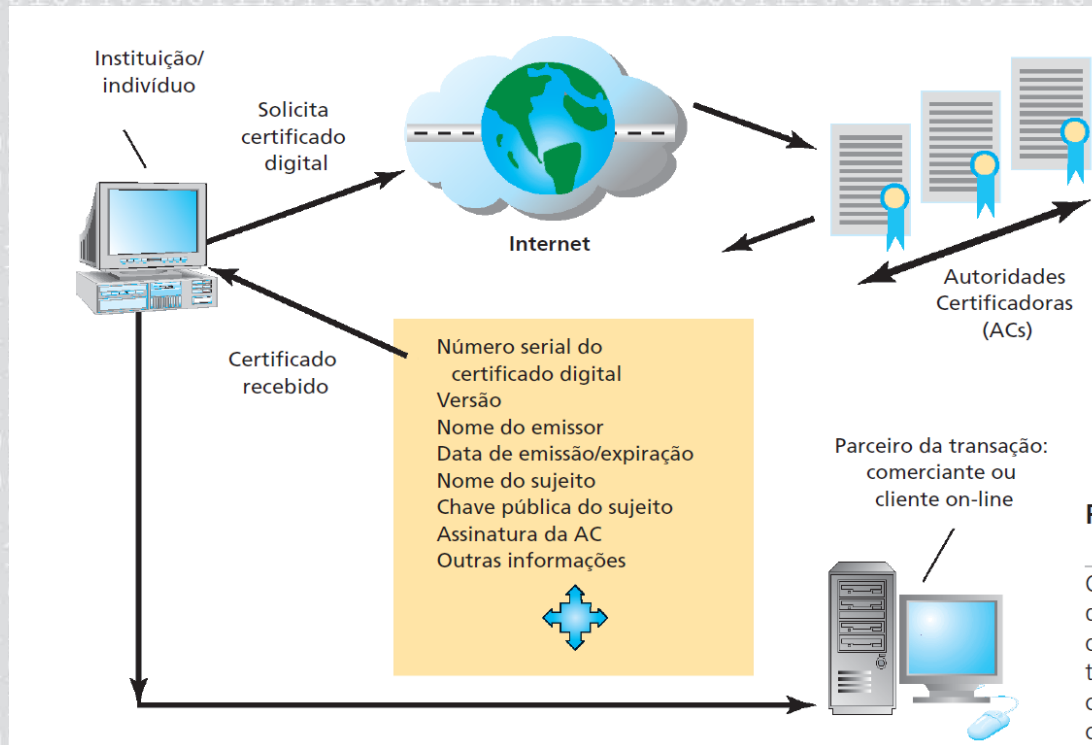 Instituição/
indivíduo
Solicita
certificado
digital
Internet
Autoridades
Certificadoras
(ACs)
Certificado
recebido
Número serial do
certificado digital
Versão
Nome do emissor
Data de emissão/expiração
Nome do sujeito
Chave pública do sujeito
Assinatura da AC
Outras informações
Parceiro da transação:
comerciante ou
cliente on-line